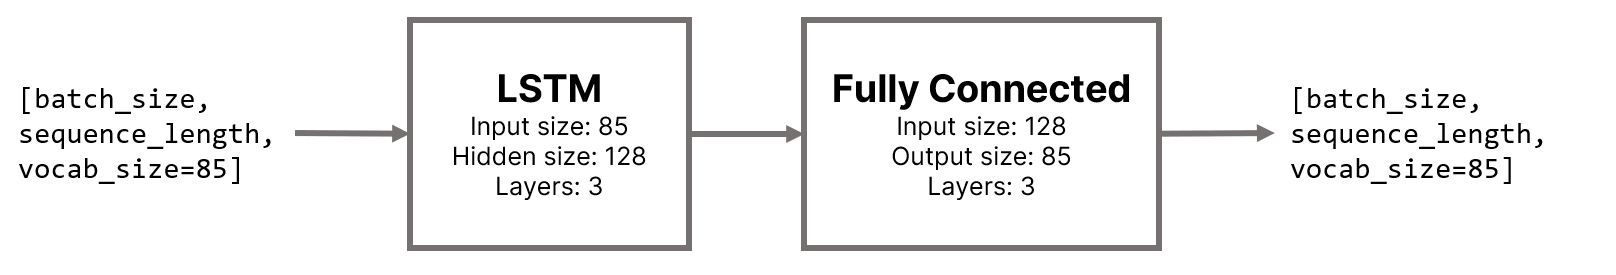 [batch_size,
sequence_length,
vocab_size=85]
LSTM
Input size: 85
Hidden size: 128
Layers: 3
Fully Connected
Input size: 128
Output size: 85
Layers: 3
[batch_size,
sequence_length,
vocab_size=85]